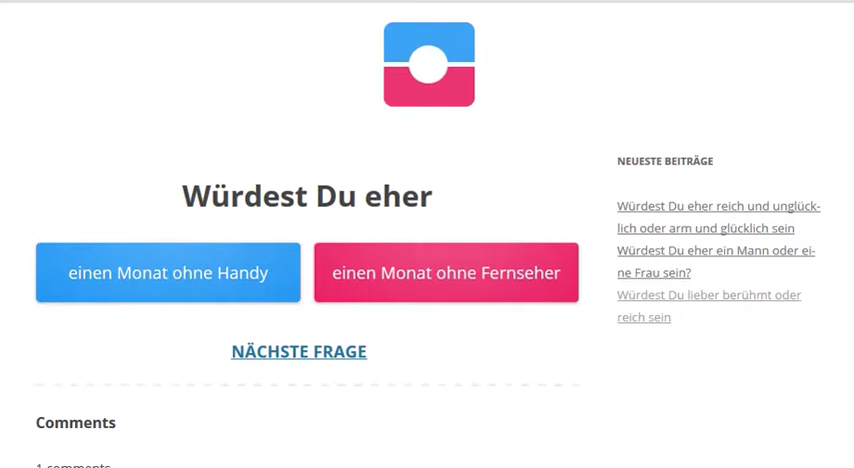 Würdest Du eher
einen Monat ohne Handy
einen Monat ohne Fernseher
NÄCHSTE FRAGE
Comments
1 comments
NEUESTE BEITRÄGE
Würdest Du eher reich und unglück-
lich oder arm und glücklich sein
Würdest Du eher ein Mann oder ei-
ne Frau sein?
Würdest Du lieber berühmt oder
reich sein